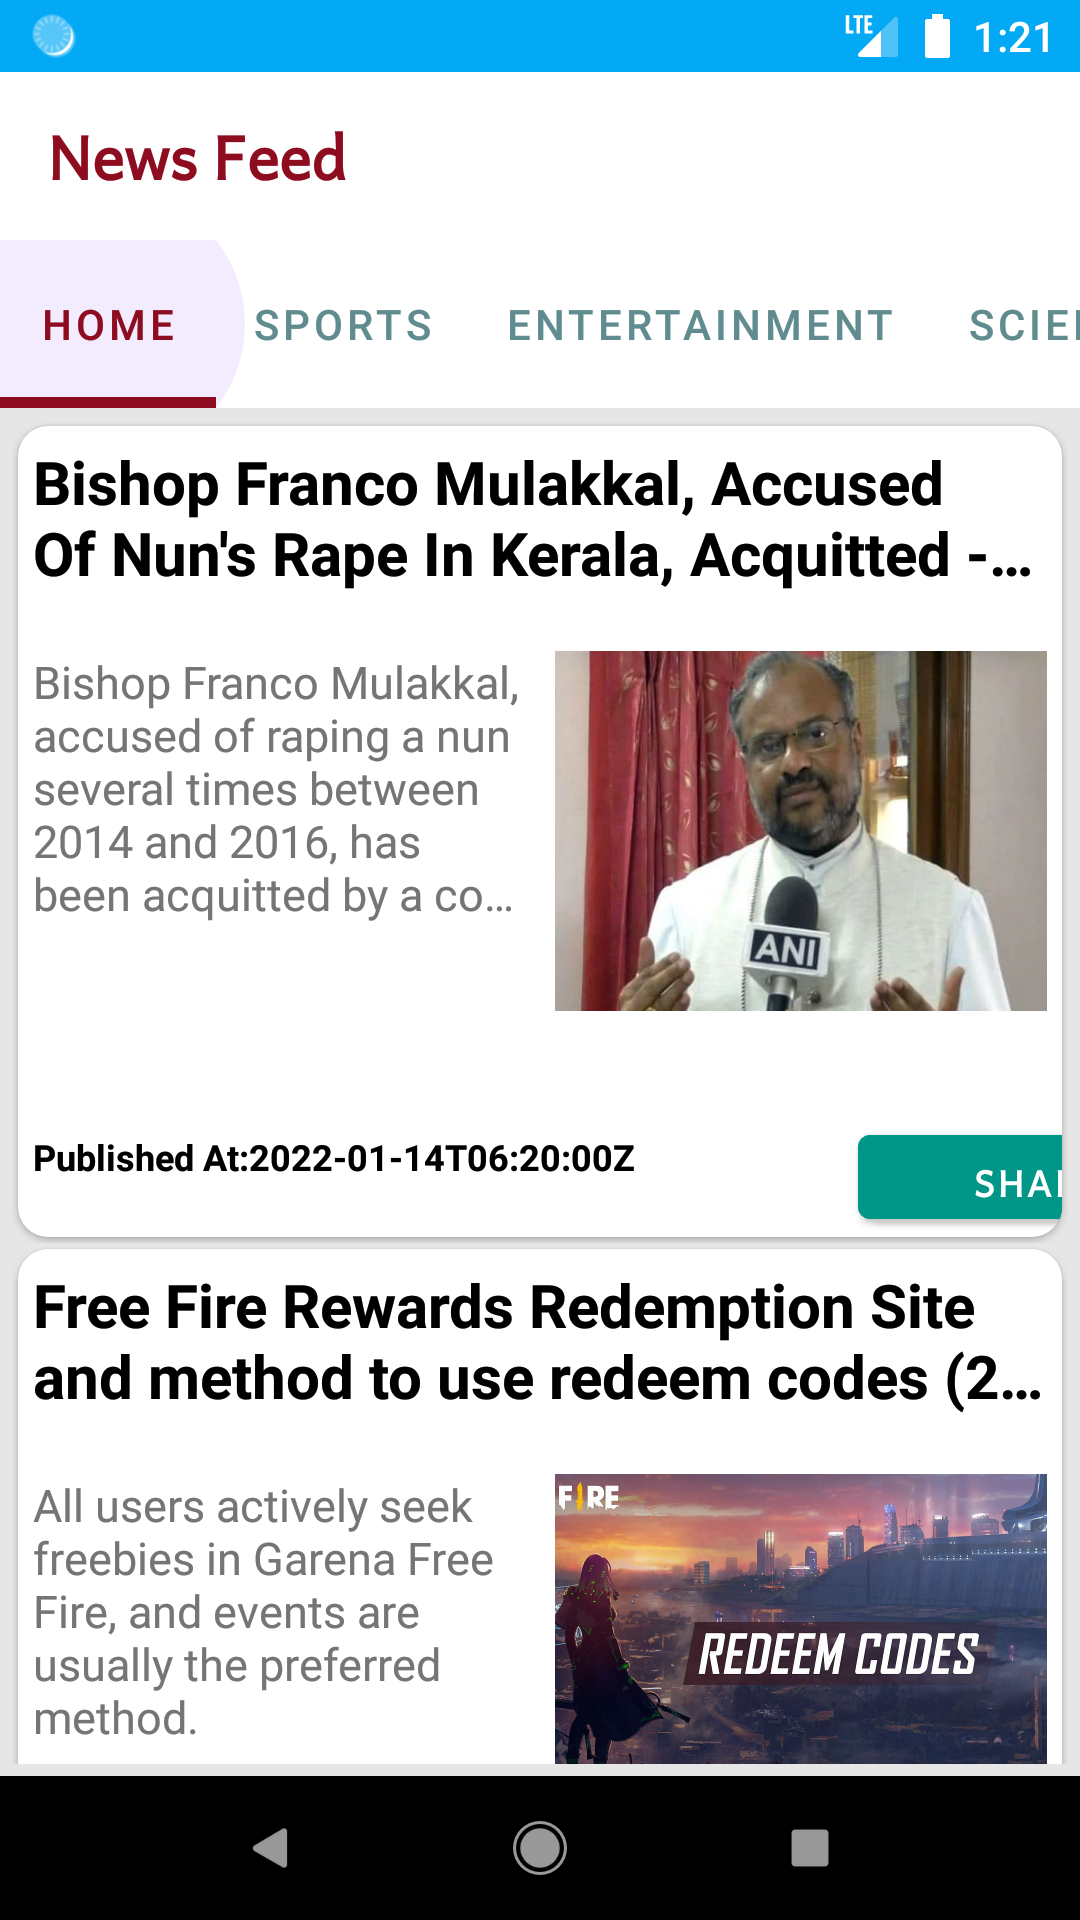 LTE 1:21
News Feed
HOME SPORTS ENTERTAINMENT SCIE
Bishop Franco Mulakkal, Accused
Of Nun's Rape In Kerala, Acquitted -…
Bishop Franco Mulakkal,
accused of raping a nun
several times between
2014 and 2016, has
been acquitted by a co…
ANI
Published At:2022-01-14T06:20:00Z
SHA
Free Fire Rewards Redemption Site
and method to use redeem codes (2…
All users actively seek
freebies in Garena Free
Fire, and events are
usually the preferred
method.
FIRE
REDEEM CODES